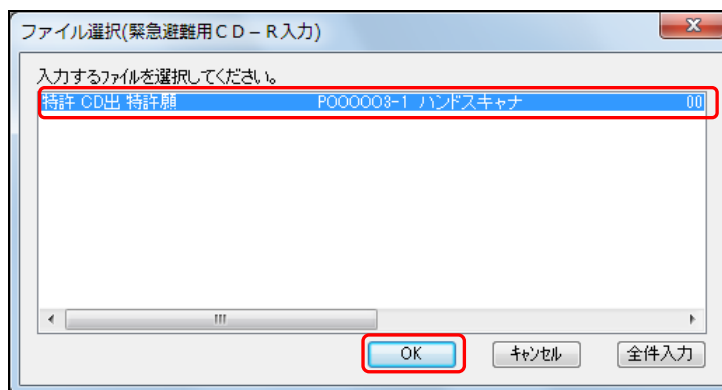 ファイル選択(緊急避難用ＣＤ－Ｒ入力)
入力するファイルを選択してください。
特許 CD出 特許願 P000003-1 ハンドスキャナ 00
OK キャンセル 全件入力